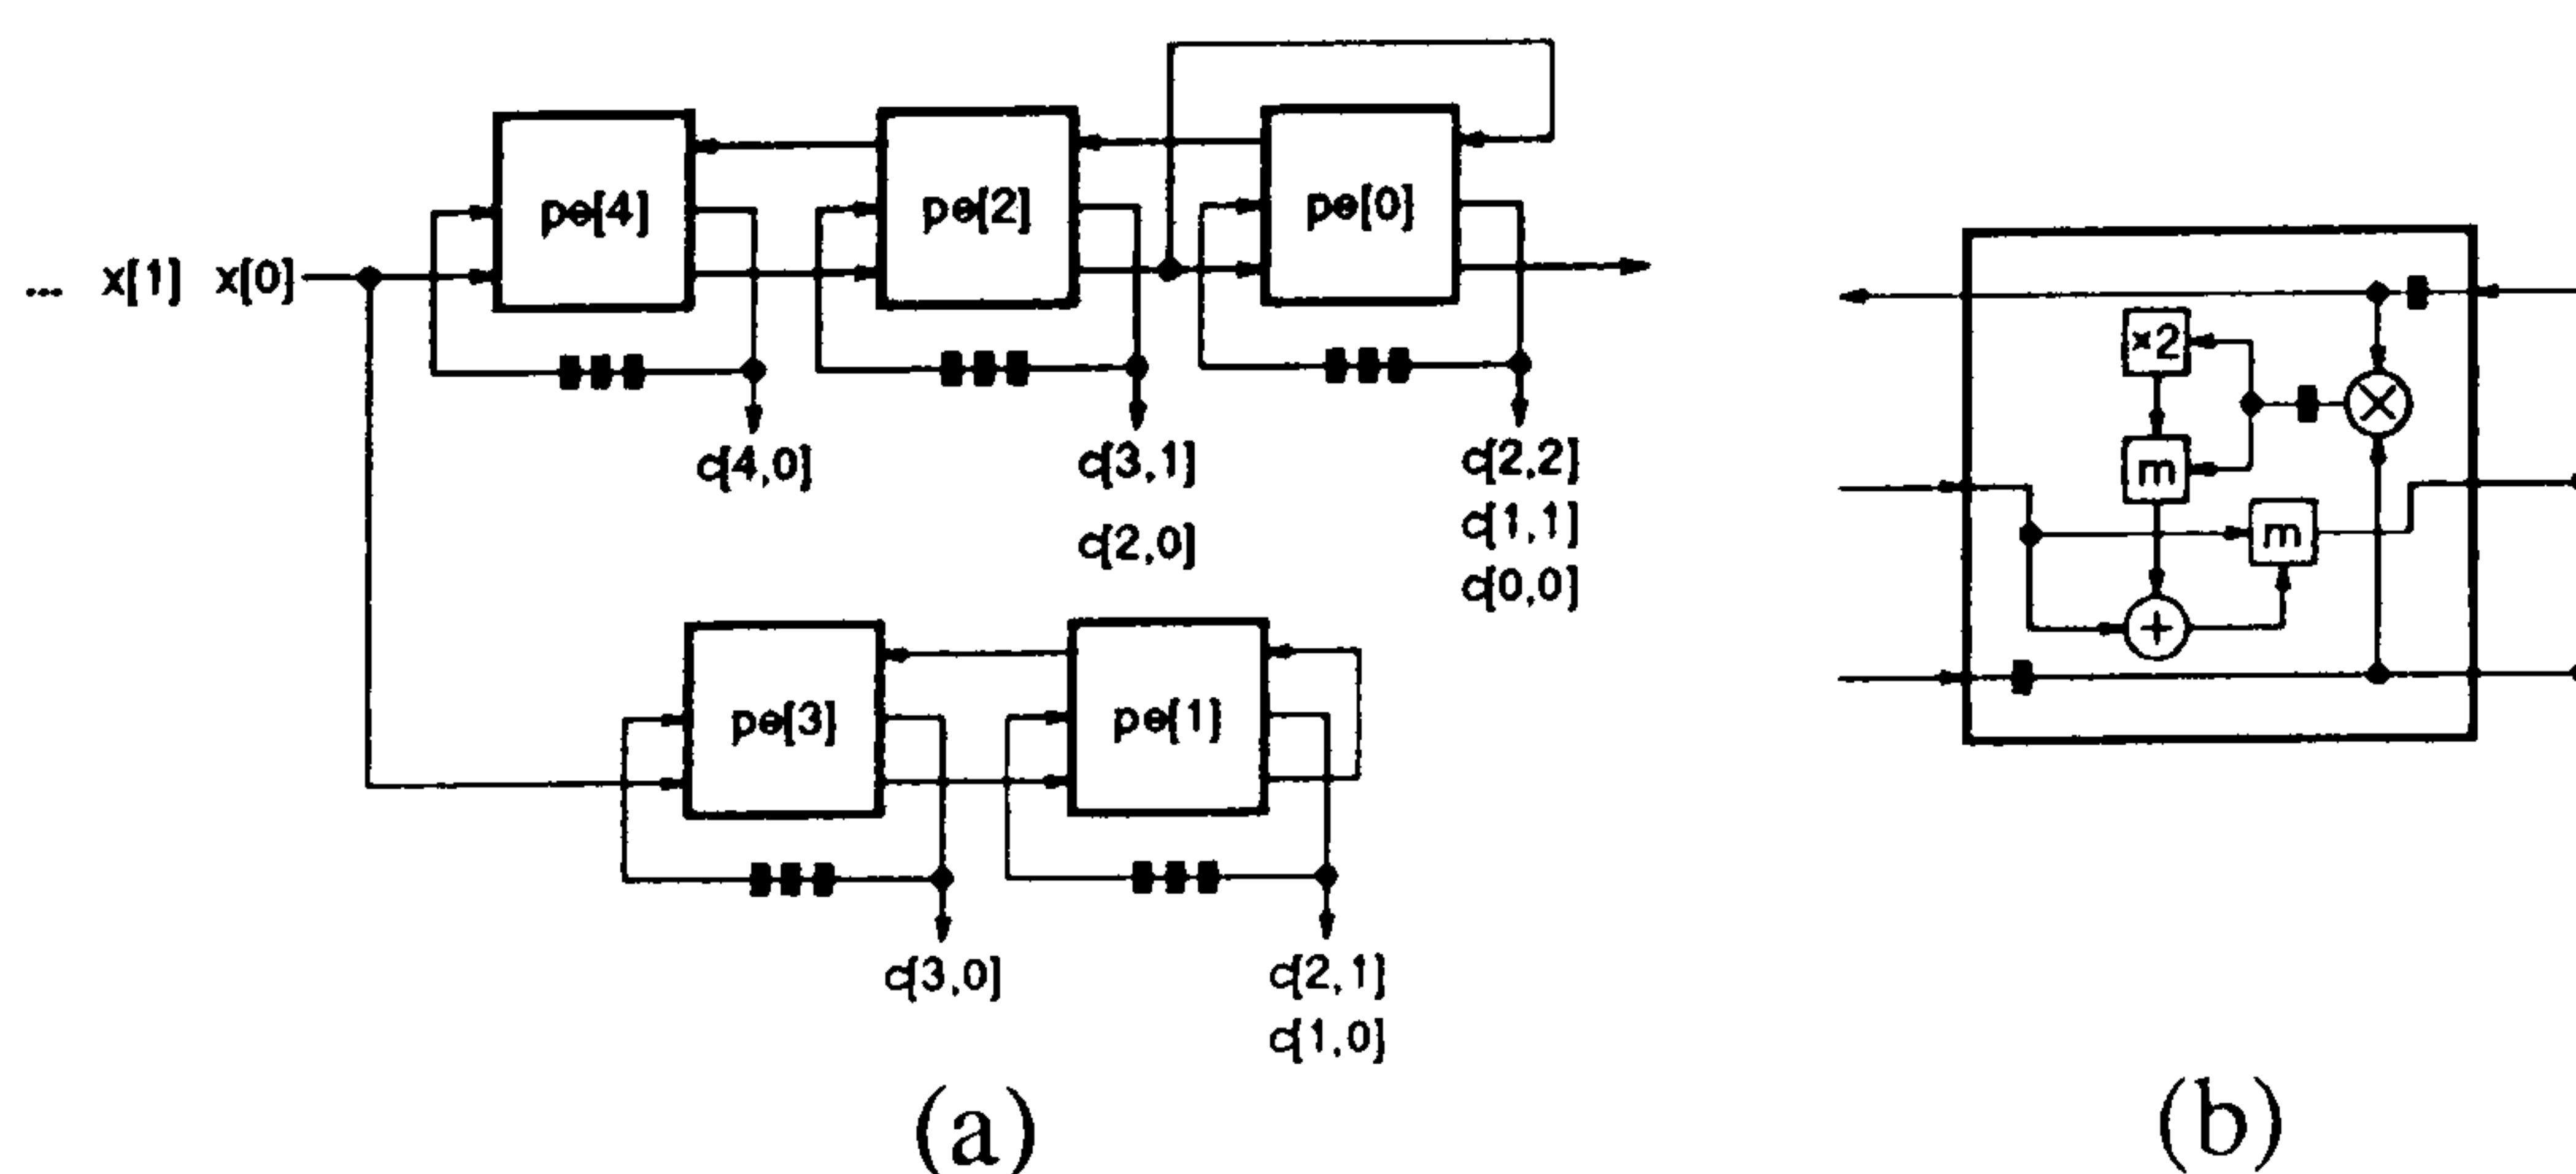 pe[4] pe[2] pe[0]
... x[1] x[0]
c[4,0] c[3,1] c[2,2]
c[2,0] c[1,1]
c[0,0]
pe[3] pe[1]
c[3,0] c[2,1]
c[1,0]
(a)
×2
m
m
+
(b)